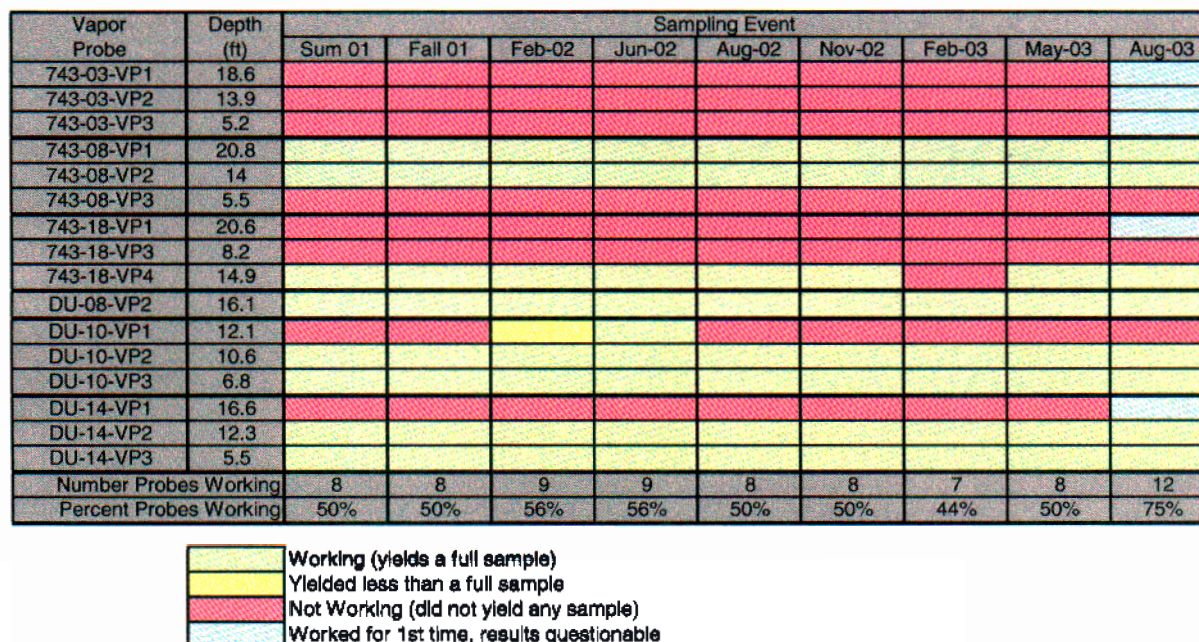 Vapor Depth Sampling Event
Probe (ft) Sum 01 Fall 01 Feb-02 Jun-02 Aug-02 Nov-02 Feb-03 May-03 Aug-03
743-03-VP1 18.6
743-03-VP2 13.9
743-03-VP3 5.2
743-08-VP1 20.8
743-08-VP2 14
743-08-VP3 5.5
743-18-VP1 20.6
743-18-VP3 8.2
743-18-VP4 14.9
DU-08-VP2 16.1
DU-10-VP1 12.1
DU-10-VP2 10.6
DU-10-VP3 6.8
DU-14-VP1 16.6
DU-14-VP2 12.3
DU-14-VP3 5.5
Number Probes Working 8 8 9 9 8 8 7 8 12
Percent Probes Working 50% 50% 56% 56% 50% 50% 44% 50% 75%
Working (yields a full sample)
Yielded less than a full sample
Not Working (did not yield any sample)
Worked for 1st time, results questionable